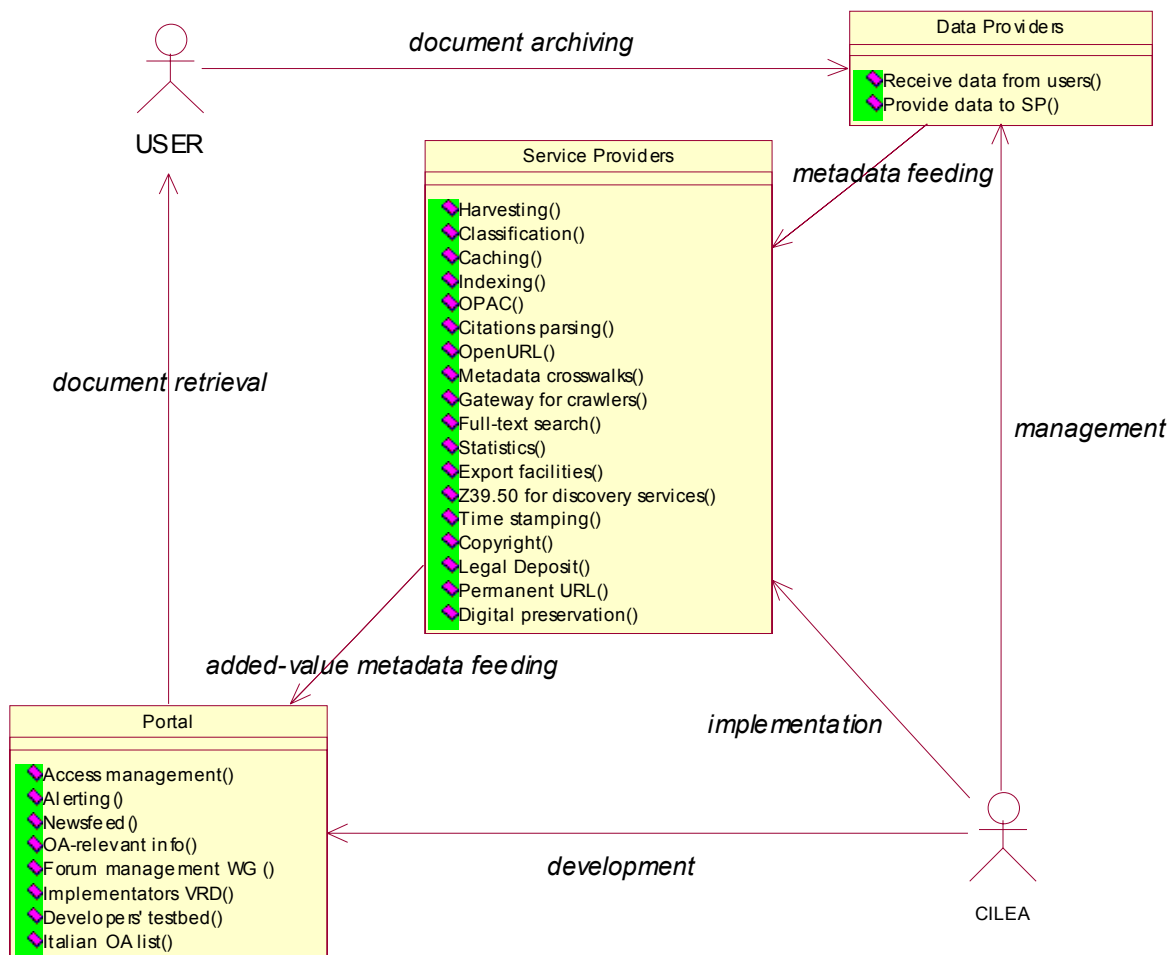 document archiving
Data Providers
Receive data from users()
Provide data to SP()
USER
Service Providers
metadata feeding
Harvesting()
Classification()
Caching()
Indexing()
OPAC()
Citations parsing()
OpenURL()
Metadata crosswalks()
Gateway for crawlers()
Full-text search()
Statistics()
Export facilities()
Z39.50 for discovery services()
Time stamping()
Copyright()
Legal Deposit()
Permanent URL()
Digital preservation()
document retrieval
management
added-value metadata feeding
implementation
Portal
Access management()
Alerting()
Newsfeed()
OA-relevant info()
Forum management WG ()
Implementators VRD()
Developers' testbed()
Italian OA list()
development
CILEA